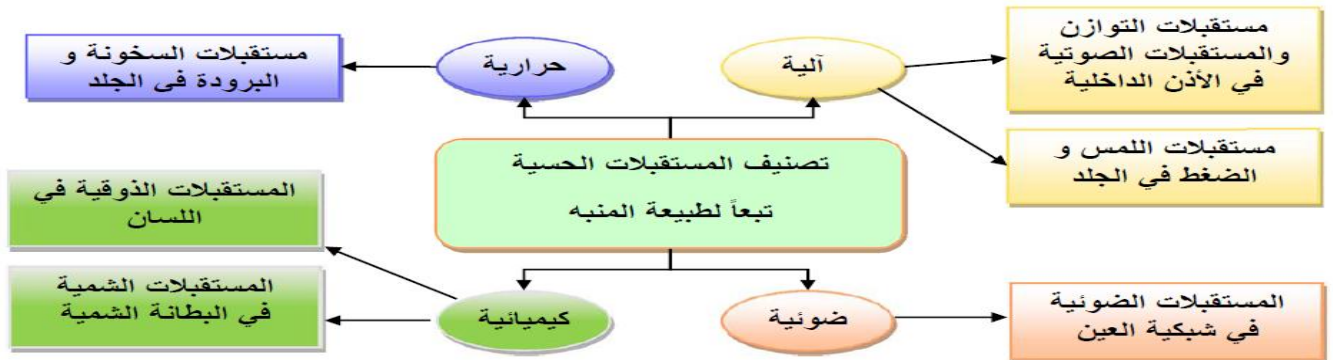 مستقبلات التوازن
والمستقبلات الصوتية
في الأذن الداخلية
آلية
حرارية
مستقبلات السخونة و
البرودة في الجلد
مستقبلات اللمس و
الضغط في الجلد
تصنيف المستقبلات الحسية
تبعاً لطبيعة المنبه
المستقبلات الذوقية في
اللسان
المستقبلات الشمية
في البطانة الشمية
كيميائية
ضوئية
المستقبلات الضوئية
في شبكية العين